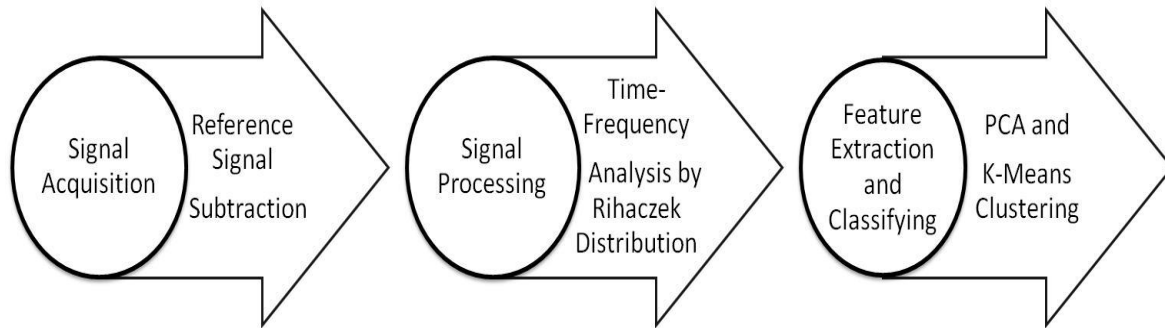 Signal
Acquisition
Reference
Signal
Subtraction
Signal
Processing
Time-
Frequency
Analysis by
Rihaczek
Distribution
Feature
Extraction
and
Classifying
PCA and
K-Means
Clustering